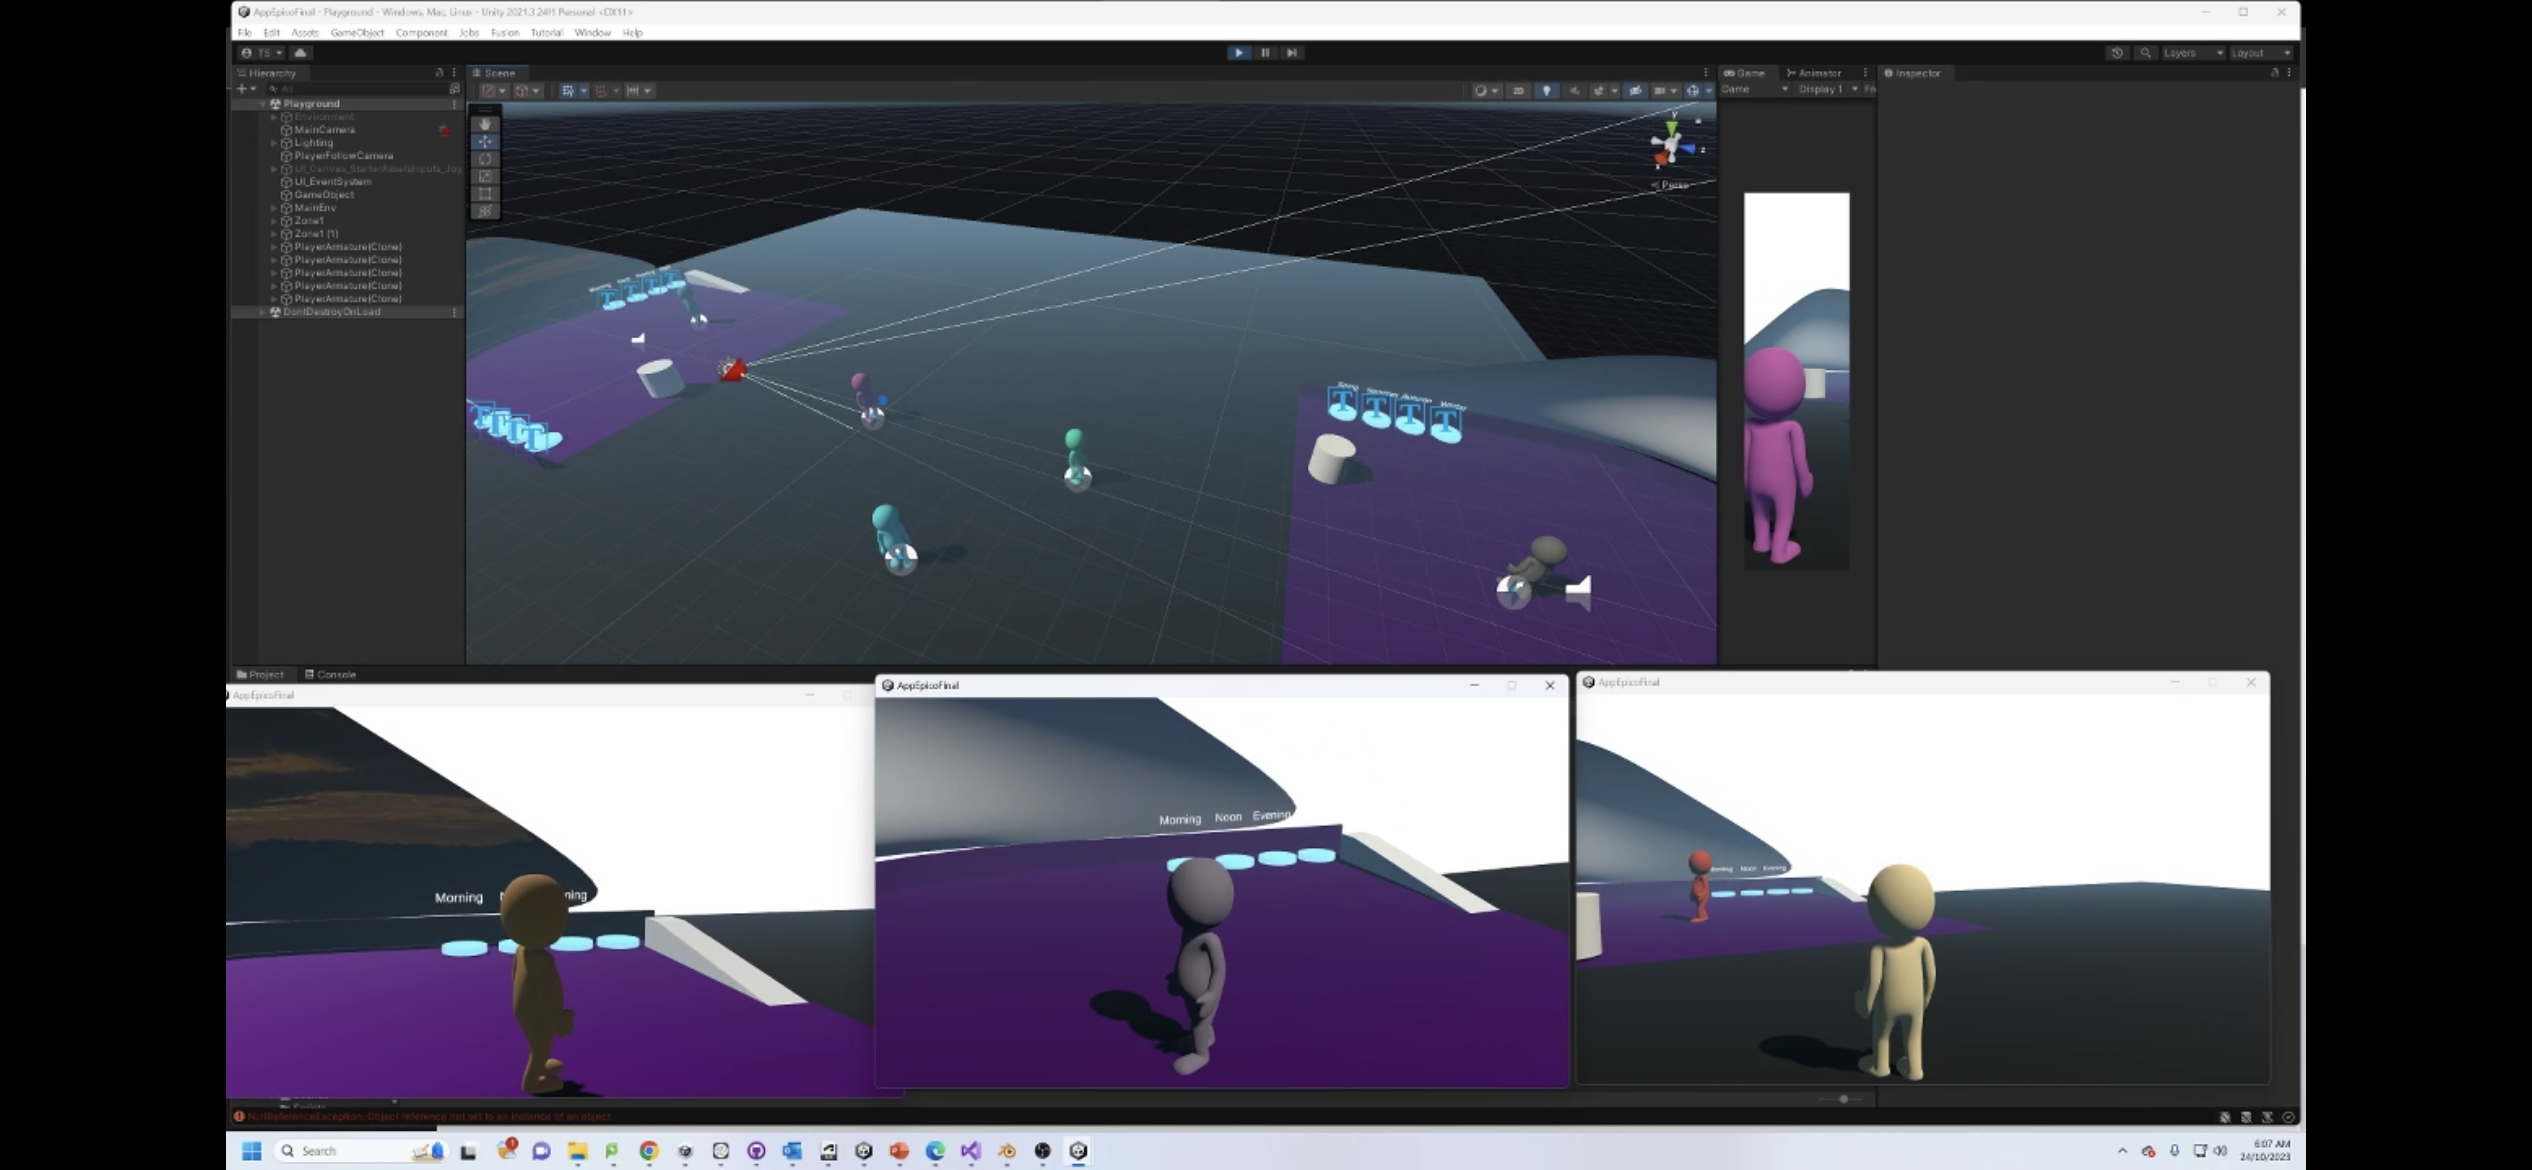 AppEpicoFinal - Playground - Windows, Mac, Linux - Unity 2021.3.24f1 Personal <DX11>
File Edit Assets GameObject Component Jobs Fusion Tutorial Window Help
TS Layers Layout
Hierarchy Scene Game Animator Inspector
All Game Display 1
Playground
Environment
MainCamera
Lighting
PlayerFollowCamera
UI_Canvas_StarterAssetsInputs_Joy
UI_EventSystem
GameObject
MainEnv
Zone1
Zone1 (1)
PlayerArmature(Clone)
PlayerArmature(Clone)
PlayerArmature(Clone)
PlayerArmature(Clone)
PlayerArmature(Clone)
DontDestroyOnLoad
2D
y
z
x
Persp
T T T T
T T T T
Spring Summer Autumn Winter
T T T T
Project Console
AppEpicoFinal
Morning
AppEpicoFinal
Morning Noon Evening
AppEpicoFinal
Noon Evening
NullReferenceException: Object reference not set to an instance of an object
Search
6:07 AM
24/10/2023